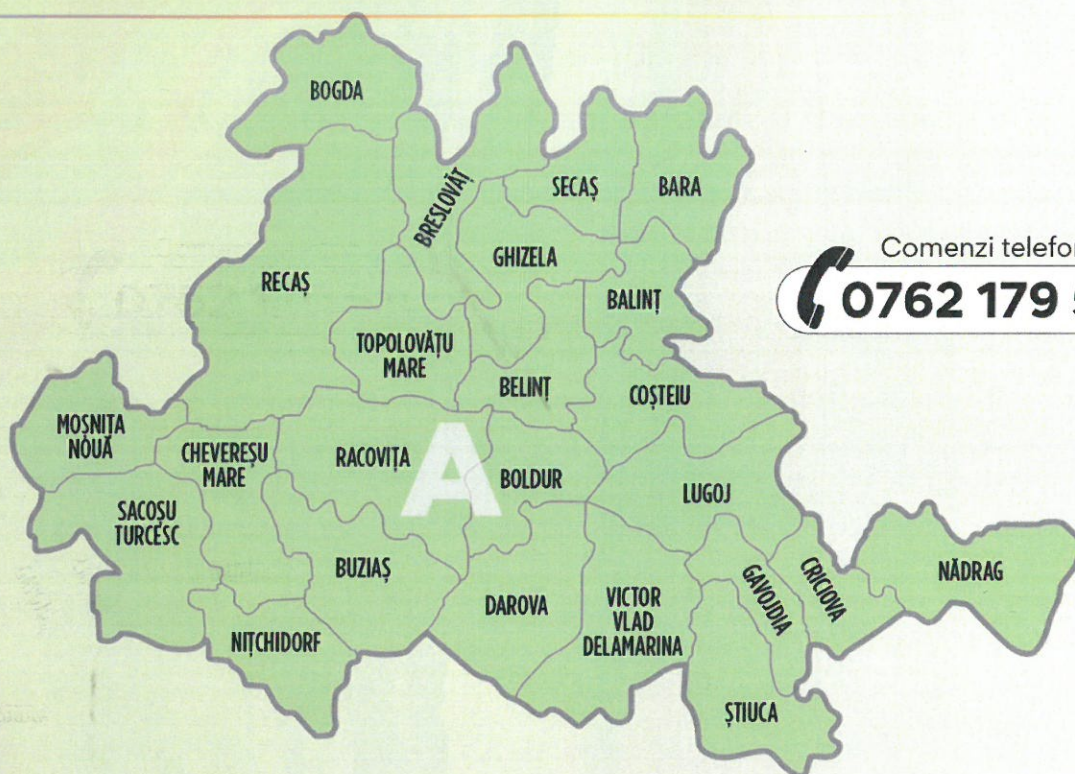 BOGDA
BRESLOVĂȚ
SECAȘ
BARA
GHIZELA
RECAȘ
BALINȚ
Comenzi telefo
0762 179
TOPOLOVĂȚU
MARE
BELINȚ
COȘTEIU
MOȘNIȚA
NOUĂ
CHEVEREȘU
MARE
RACOVIȚA
A
BOLDUR
LUGOJ
SACOȘU
TURCESC
BUZIAȘ
DAROVA
VICTOR
VLAD
DELAMARINA
GAVOJDIA
CRICIOVA
NĂDRAG
NIȚCHIDORF
ȘTIUCA